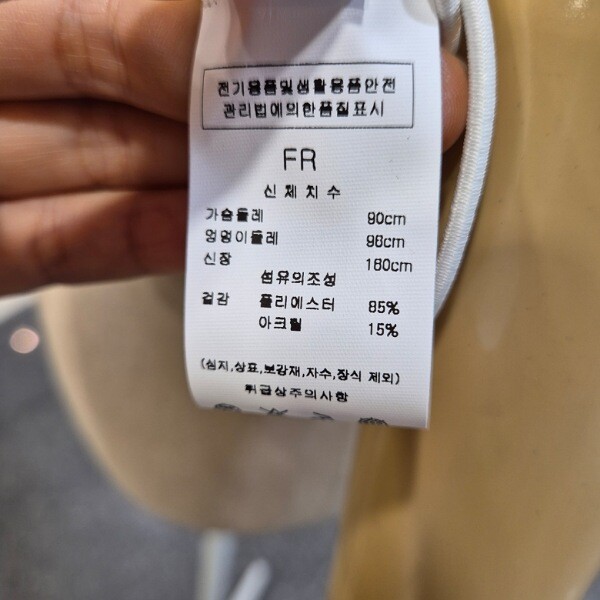 전기용품및생활용품안전
관리법에의한품질표시
FR
신체치수
가슴둘레 90cm
엉덩이둘레 96cm
신장 160cm
섬유의조성
겉감 폴리에스터 85%
아크릴 15%
(심지,상표,보강재,자수,장식 제외)
취급상주의사항